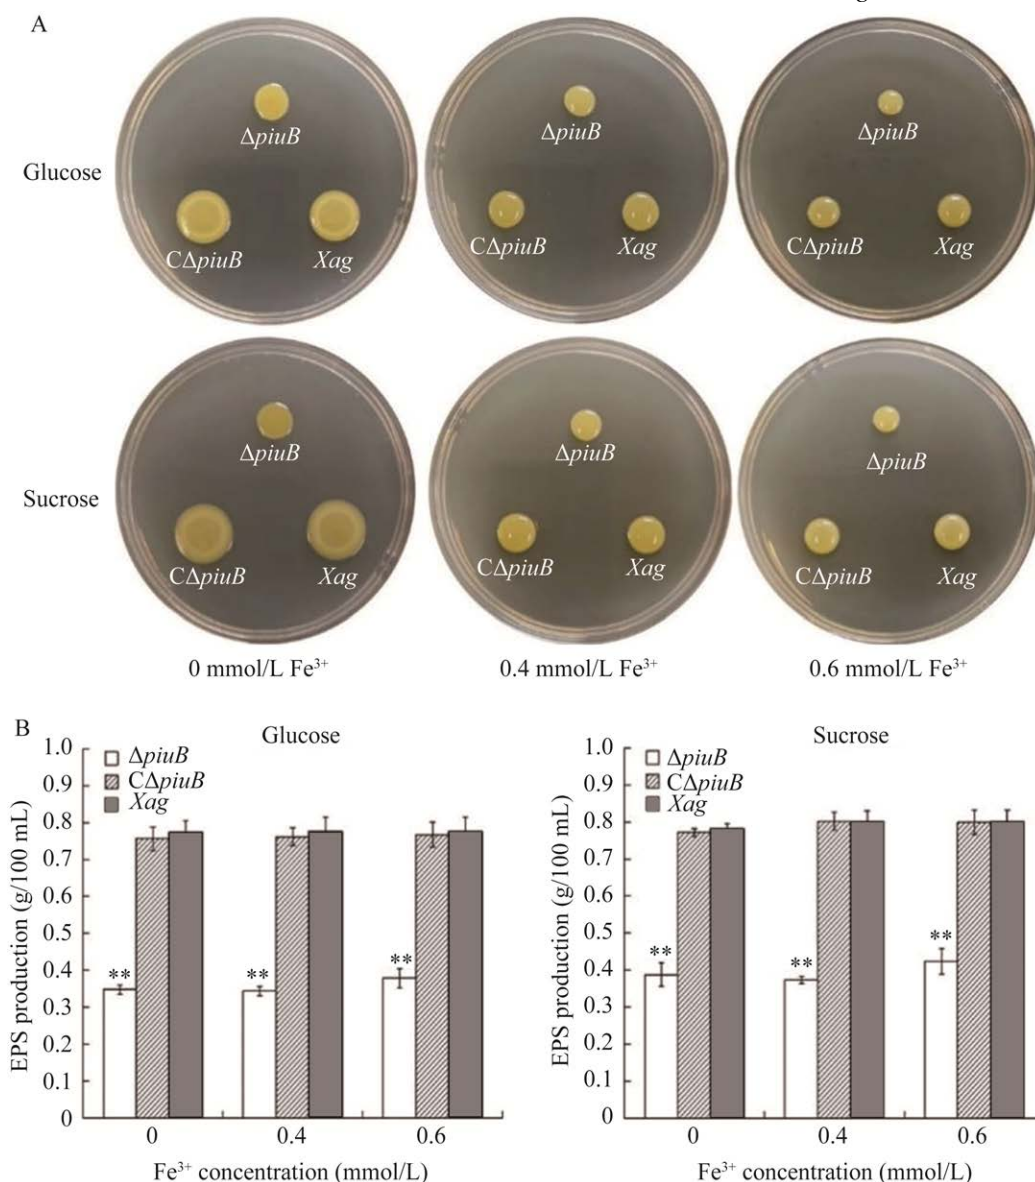 A
Glucose
ΔpiuB
CΔpiuB
Xag
ΔpiuB
CΔpiuB
Xag
ΔpiuB
CΔpiuB
Xag
Sucrose
ΔpiuB
CΔpiuB
Xag
ΔpiuB
CΔpiuB
Xag
ΔpiuB
CΔpiuB
Xag
0 mmol/L Fe³⁺
0.4 mmol/L Fe³⁺
0.6 mmol/L Fe³⁺
B
Glucose
ΔpiuB
CΔpiuB
Xag
EPS production (g/100 mL)
1.0
0.9
0.8
0.7
0.6
0.5
0.4
0.3
0.2
0.1
0
**
**
**
0
0.4
0.6
Fe³⁺ concentration (mmol/L)
Sucrose
ΔpiuB
CΔpiuB
Xag
EPS production (g/100 mL)
1.0
0.9
0.8
0.7
0.6
0.5
0.4
0.3
0.2
0.1
0
**
**
**
0
0.4
0.6
Fe³⁺ concentration (mmol/L)